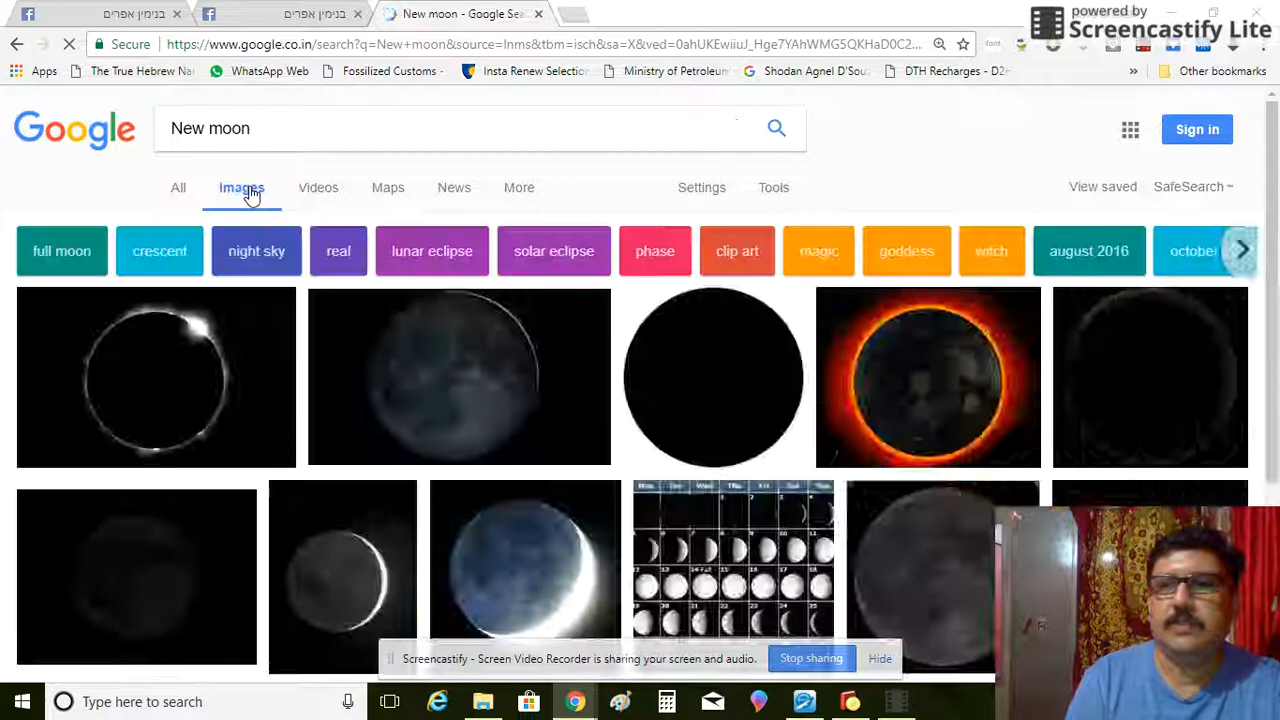 בנימין אפרים
בנימין אפרים
New moon - Google Sea
powered by
Screencastify Lite
Secure
https://www.google.co.in/search?q=New+moon&source=lnms&tbm=isch&sa=X&ved=
Apps
The True Hebrew Na
WhatsApp Web
Fossilized Customs
Insta Renew Selection
Ministry of Petroleu
Shodan Agnel D'Sou
DTH Recharges - D2
»
Other bookmarks
Google
New moon
Sign in
All
Images
Videos
Maps
News
More
Settings
Tools
View saved
SafeSearch
full moon
crescent
night sky
real
lunar eclipse
solar eclipse
phase
clip art
magic
goddess
witch
august 2016
october
Screencastify - Screen Video Recorder is sharing your screen and audio.
Stop sharing
Hide
Type here to search